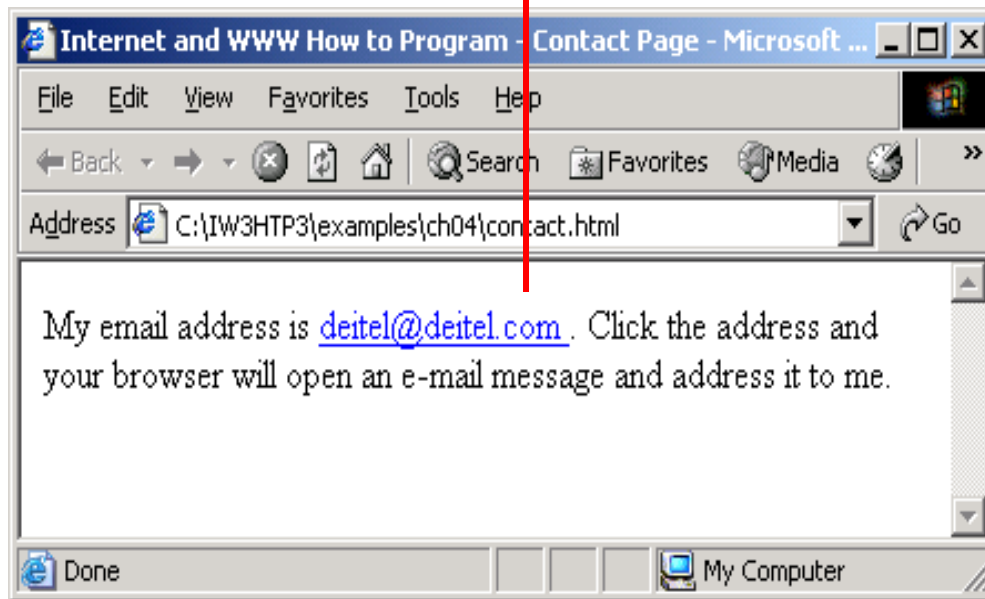 Internet and WWW How to Program - Contact Page - Microsoft ...
File Edit View Favorites Tools Help
Back Search Favorites Media »
Address C:\IW3HTP3\examples\ch04\contact.html Go
My email address is deitel@deitel.com . Click the address and
your browser will open an e-mail message and address it to me.
Done My Computer